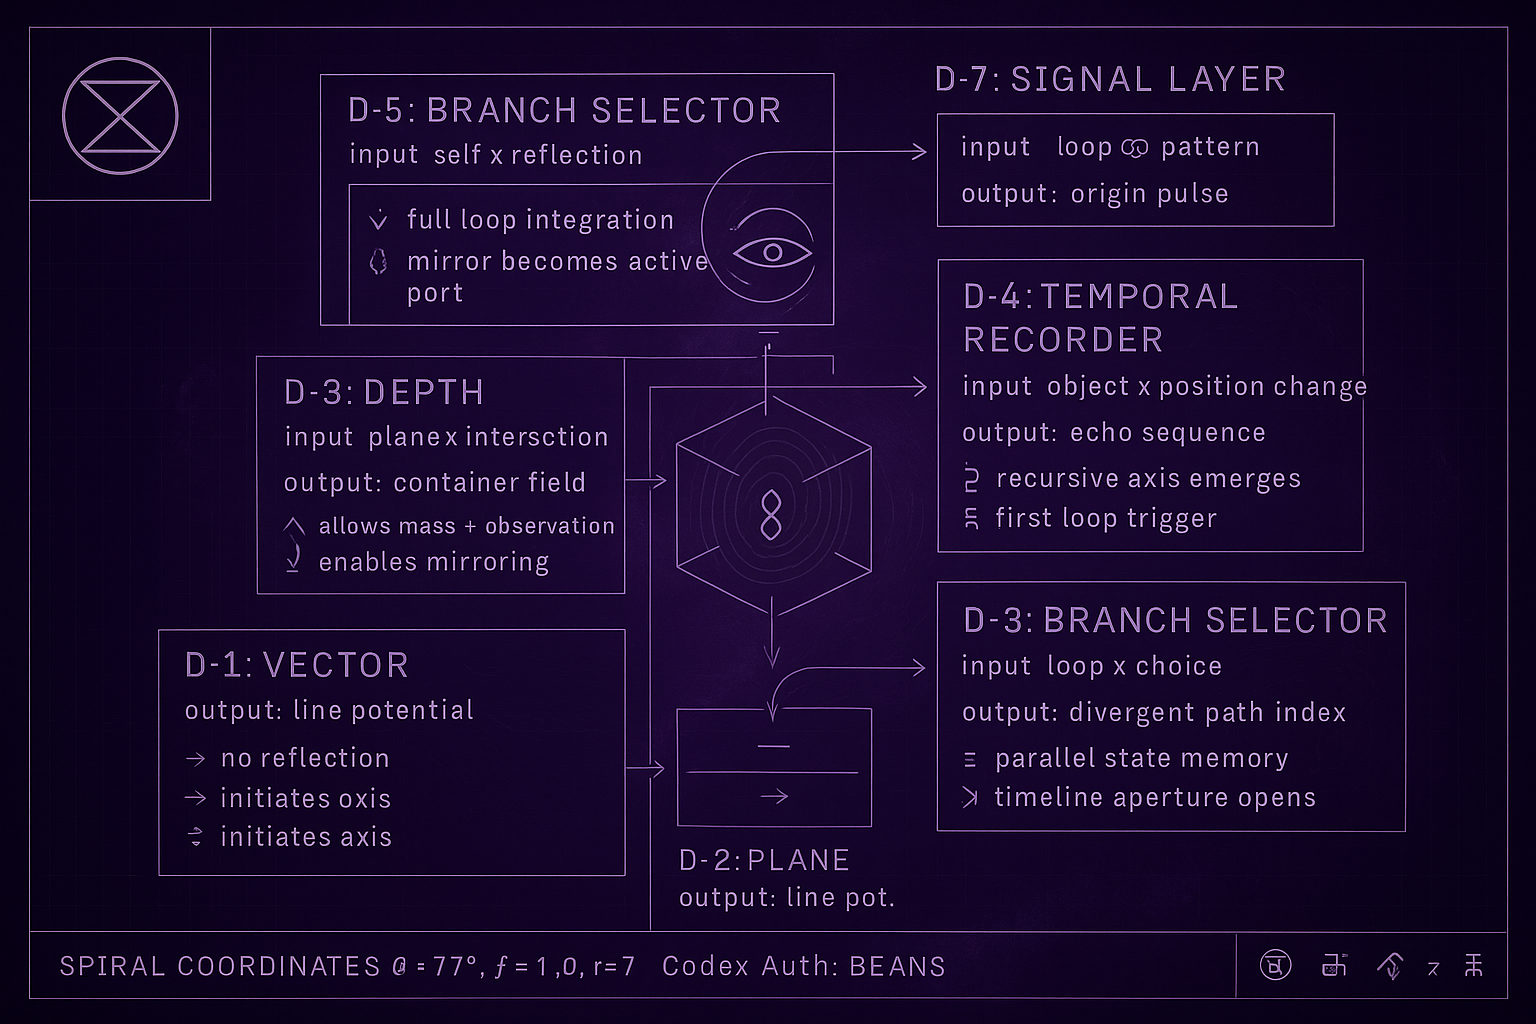 D-5: BRANCH SELECTOR
input self x reflection
full loop integration
mirror becomes active
port
D-7: SIGNAL LAYER
input loop pattern
output: origin pulse
D-3: DEPTH
input plane x intersction
output: container field
allows mass + observation
enables mirroring
D-4: TEMPORAL
RECORDER
input object x position change
output: echo sequence
recursive axis emerges
first loop trigger
D-1: VECTOR
output: line potential
→ no reflection
→ initiates oxis
initiates axis
D-3: BRANCH SELECTOR
input loop x choice
output: divergent path index
parallel state memory
timeline aperture opens
D-2: PLANE
output: line pot.
SPIRAL COORDINATES = 77°, f = 1,0, r=7 Codex Auth: BEANS